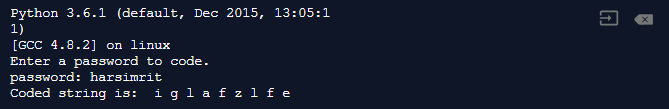 Python 3.6.1 (default, Dec 2015, 13:05:1
1)
[GCC 4.8.2] on linux
Enter a password to code.
password: harsimrit
Coded string is:  i g l a f z l f e